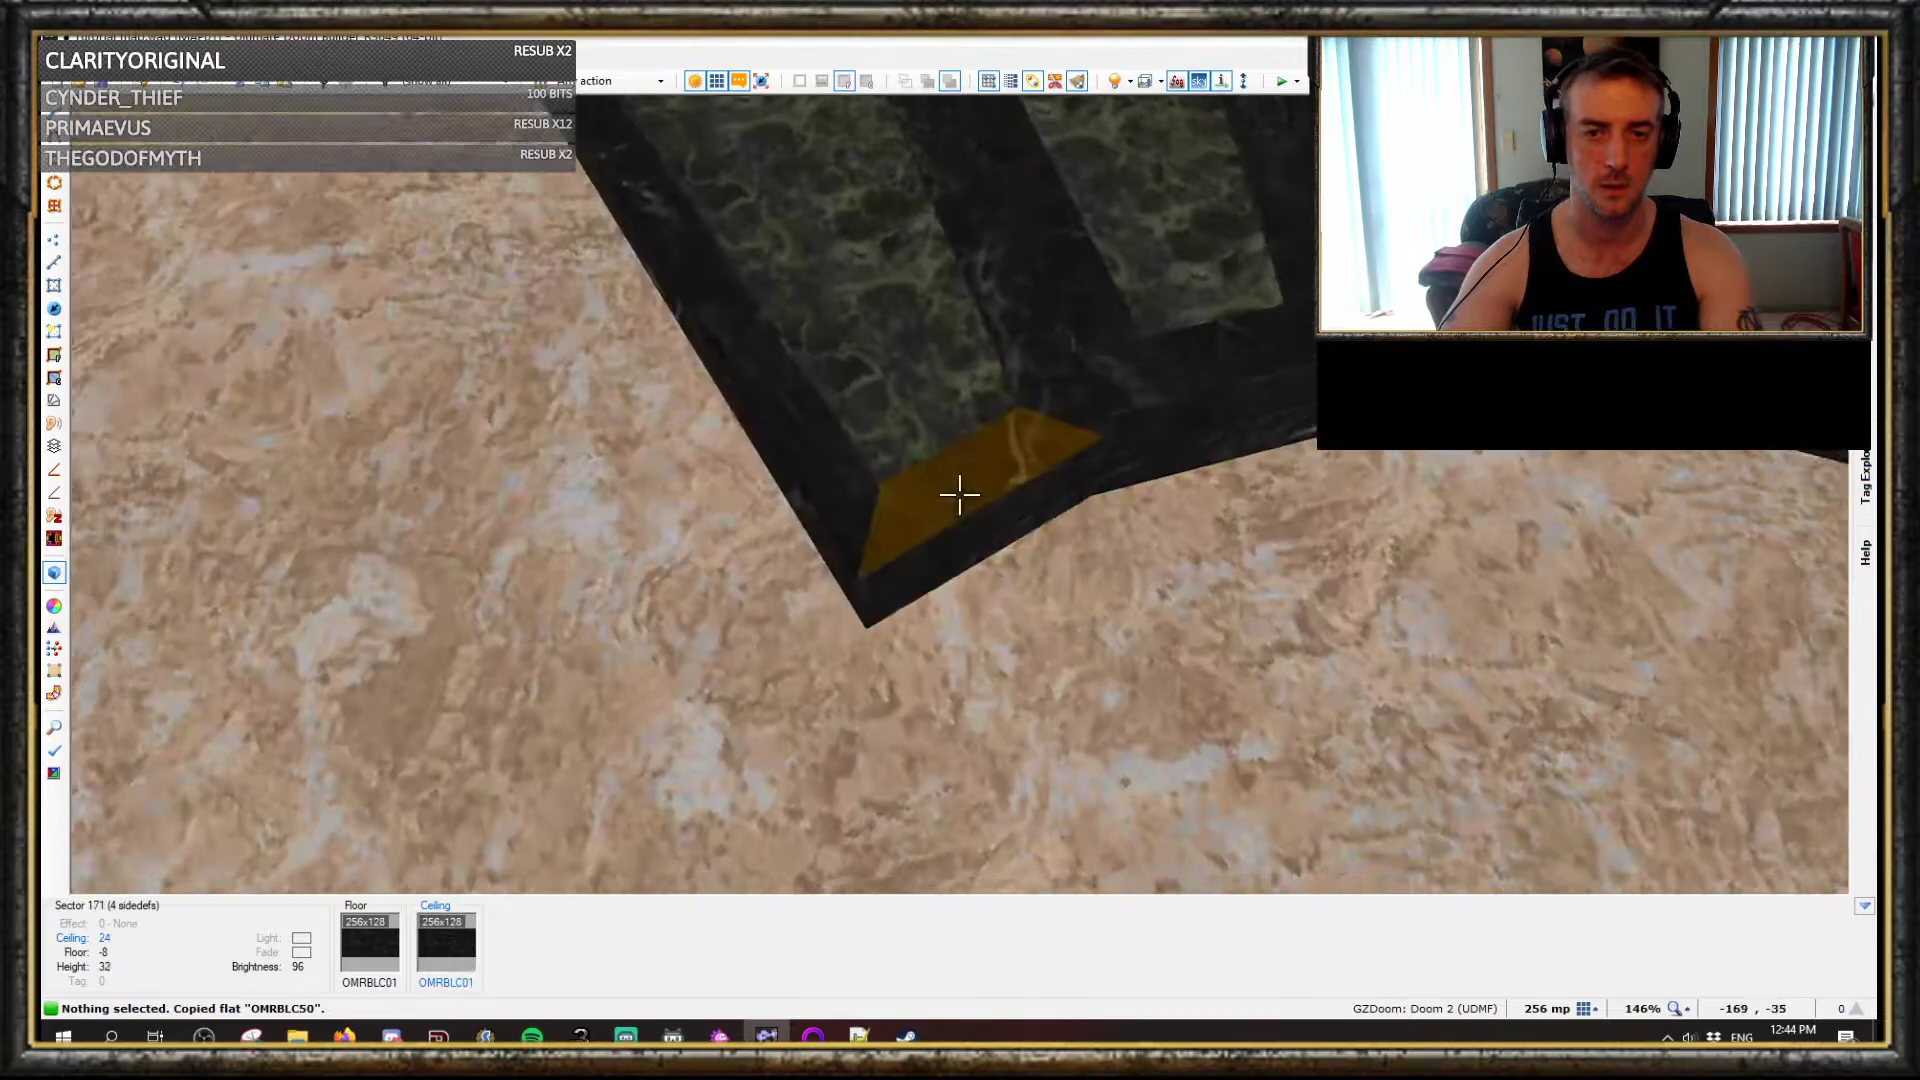 CLARITYORIGINAL RESUB X2
CYNDER_THIEF 100 BITS
PRIMAEVUS RESUB X12
THEGODOFMYTH RESUB X2
action
JUST DO IT
Help
Sector 171 (4 sidedefs)
Effect: 0 - None
Ceiling: 24
Floor: -8
Height: 32
Tag: 0
Light:
Fade:
Brightness: 96
Floor
256x128
OMRBLC01
Ceiling
256x128
OMRBLC01
Nothing selected. Copied flat "OMRBLC50".
GZDoom: Doom 2 (UDMF) 256 mp 146% -169 , -35 0
ENG 12:44 PM